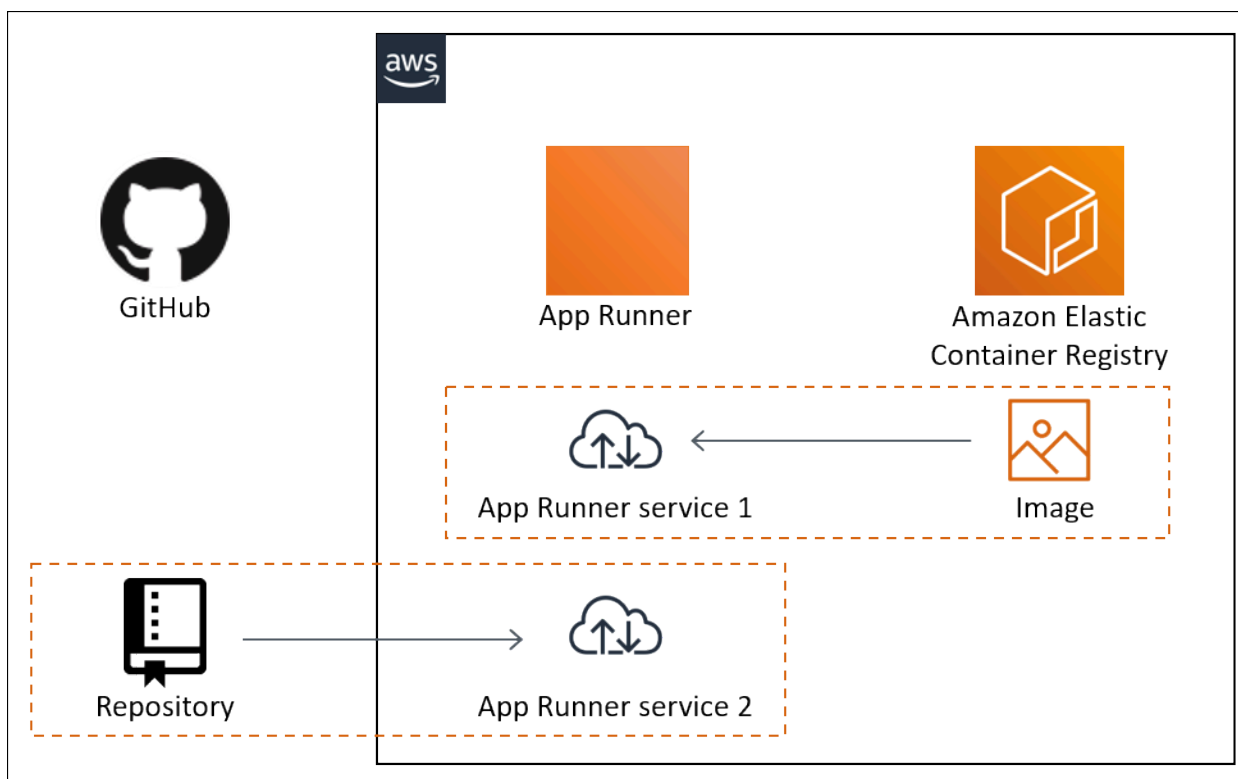 aws
GitHub
App Runner
Amazon Elastic
Container Registry
App Runner service 1
Image
Repository
App Runner service 2